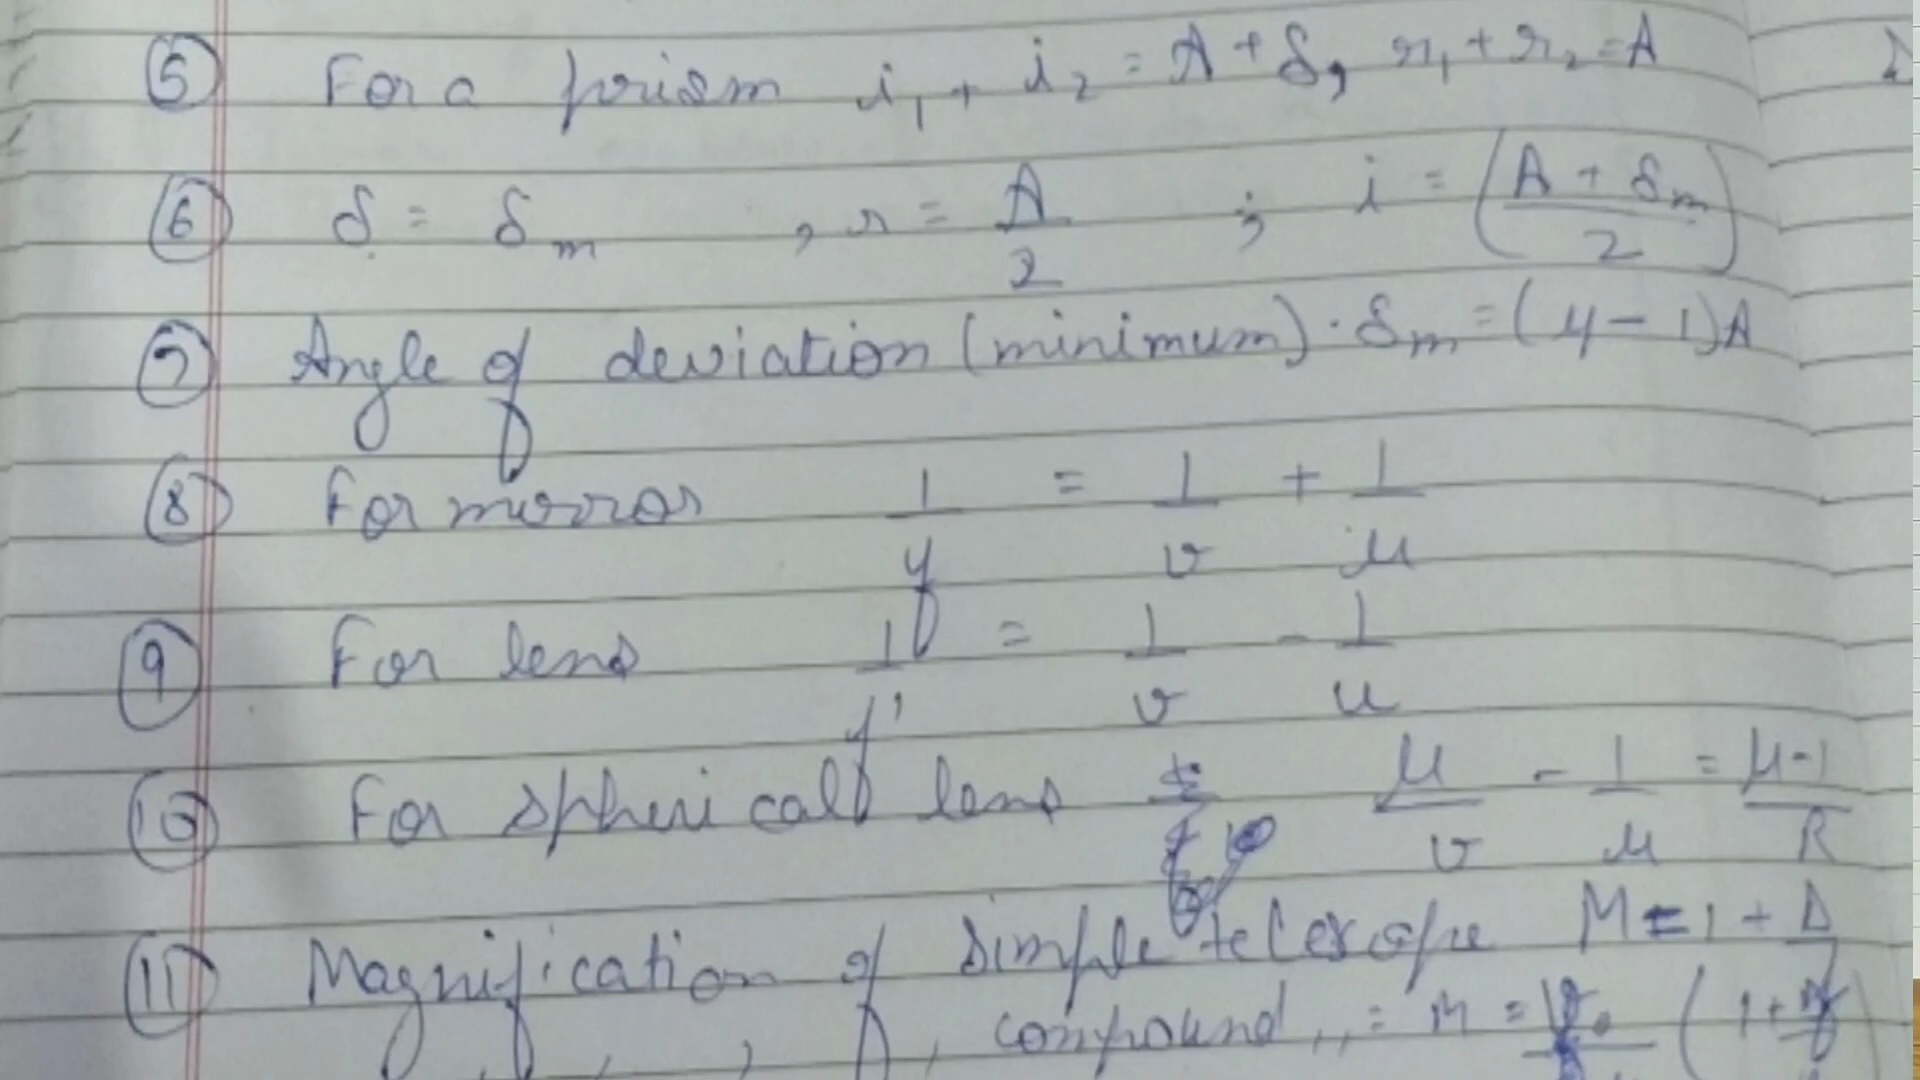 ⑤ For a prism i₁ + i₂ = A + δ, r₁ + r₂ = A
⑥ δ = δm , r = A/2 ; i = (A + δm / 2)
⑦ Angle of deviation (minimum) . δm = (μ - 1)A
⑧ For mirror 1/f = 1/v + 1/μ
⑨ For lens 1/f = 1/v - 1/u
⑩ For spherical lens μ/v - 1/μ = μ-1/R
⑪ Magnification of simple telescope M = 1 + D/f
, , , , compound ,, = M =